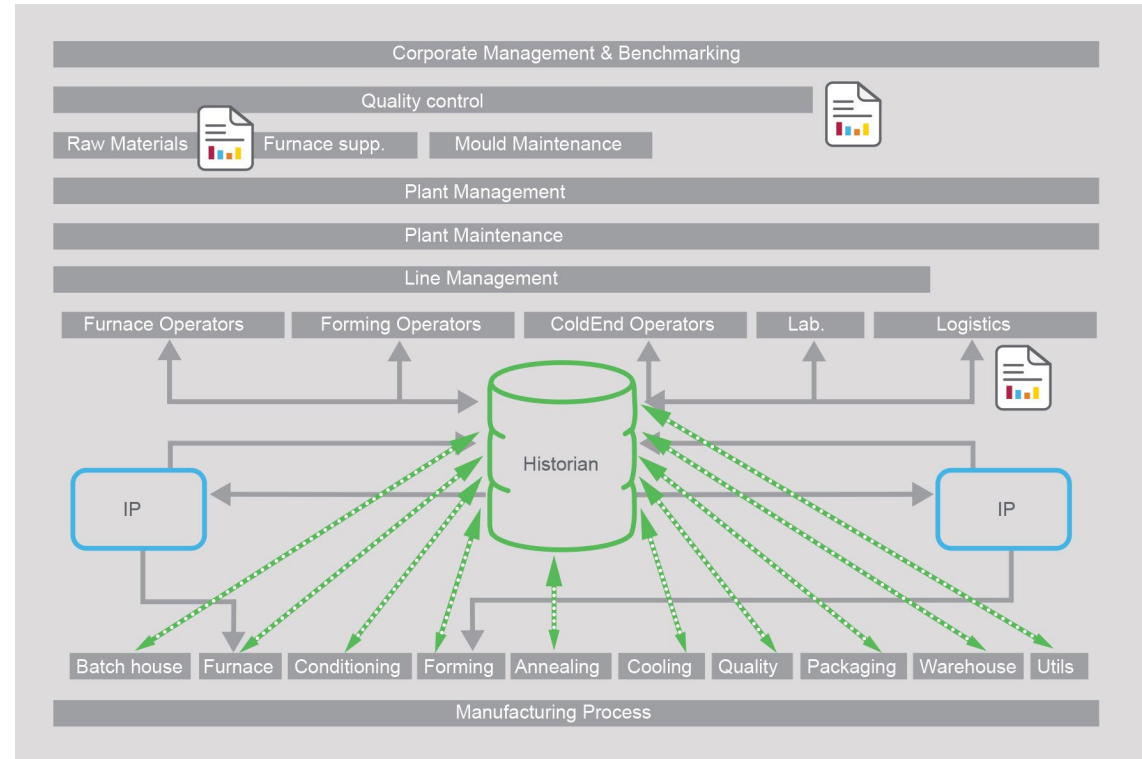 Corporate Management & Benchmarking
Quality control
Raw Materials
Furnace supp.
Mould Maintenance
Plant Management
Plant Maintenance
Line Management
Furnace Operators
Forming Operators
ColdEnd Operators
Lab.
Logistics
Historian
IP
IP
Batch house
Furnace
Conditioning
Forming
Annealing
Cooling
Quality
Packaging
Warehouse
Utils
Manufacturing Process